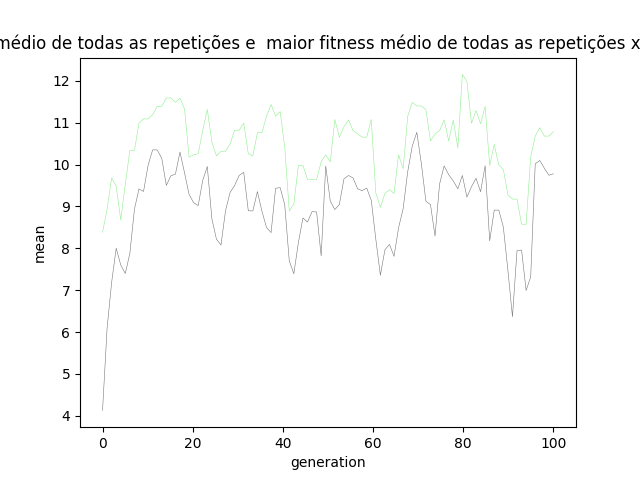 médio de todas as repetições e  maior fitness médio de todas as repetições x
12
11
10
9
8
7
6
5
4
mean
0 20 40 60 80 100
generation